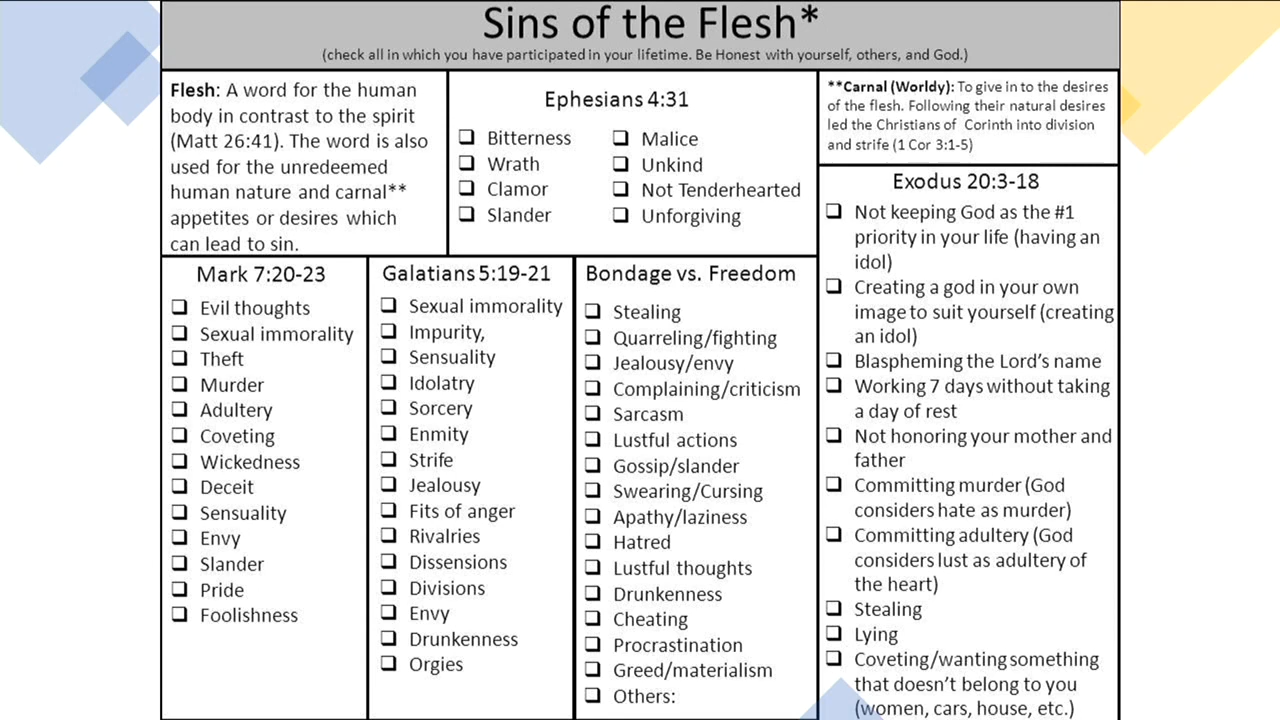 Sins of the Flesh*
(check all in which you have participated in your lifetime. Be Honest with yourself, others, and God.)
Flesh: A word for the human
body in contrast to the spirit
(Matt 26:41). The word is also
used for the unredeemed
human nature and carnal**
appetites or desires which
can lead to sin.
Ephesians 4:31
❑ Bitterness
❑ Wrath
❑ Clamor
❑ Slander
❑ Malice
❑ Unkind
❑ Not Tenderhearted
❑ Unforgiving
**Carnal (Worldy): To give in to the desires
of the flesh. Following their natural desires
led the Christians of Corinth into division
and strife (1 Cor 3:1-5)
Mark 7:20-23
❑ Evil thoughts
❑ Sexual immorality
❑ Theft
❑ Murder
❑ Adultery
❑ Coveting
❑ Wickedness
❑ Deceit
❑ Sensuality
❑ Envy
❑ Slander
❑ Pride
❑ Foolishness
Galatians 5:19-21
❑ Sexual immorality
❑ Impurity,
❑ Sensuality
❑ Idolatry
❑ Sorcery
❑ Enmity
❑ Strife
❑ Jealousy
❑ Fits of anger
❑ Rivalries
❑ Dissensions
❑ Divisions
❑ Envy
❑ Drunkenness
❑ Orgies
Bondage vs. Freedom
❑ Stealing
❑ Quarreling/fighting
❑ Jealousy/envy
❑ Complaining/criticism
❑ Sarcasm
❑ Lustful actions
❑ Gossip/slander
❑ Swearing/Cursing
❑ Apathy/laziness
❑ Hatred
❑ Lustful thoughts
❑ Drunkenness
❑ Cheating
❑ Procrastination
❑ Greed/materialism
❑ Others:
Exodus 20:3-18
❑ Not keeping God as the #1
priority in your life (having an
idol)
❑ Creating a god in your own
image to suit yourself (creating
an idol)
❑ Blaspheming the Lord's name
❑ Working 7 days without taking
a day of rest
❑ Not honoring your mother and
father
❑ Committing murder (God
considers hate as murder)
❑ Committing adultery (God
considers lust as adultery of
the heart)
❑ Stealing
❑ Lying
❑ Coveting/wanting something
that doesn't belong to you
(women, cars, house, etc.)